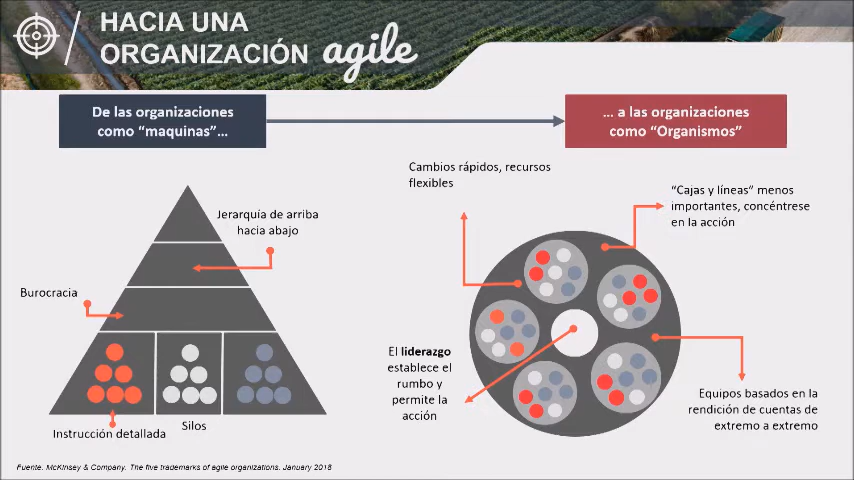 HACIA UNA
ORGANIZACIÓN agile
De las organizaciones
como “maquinas”...
... a las organizaciones
como “Organismos”
Jerarquía de arriba
hacia abajo
Burocracia
Instrucción detallada
Silos
Cambios rápidos, recursos
flexibles
“Cajas y líneas” menos
importantes, concéntrese
en la acción
El liderazgo
establece el
rumbo y
permite la
acción
Equipos basados en la
rendición de cuentas de
extremo a extremo
Fuente. McKinsey & Company. The five trademarks of agile organizations. January 2018